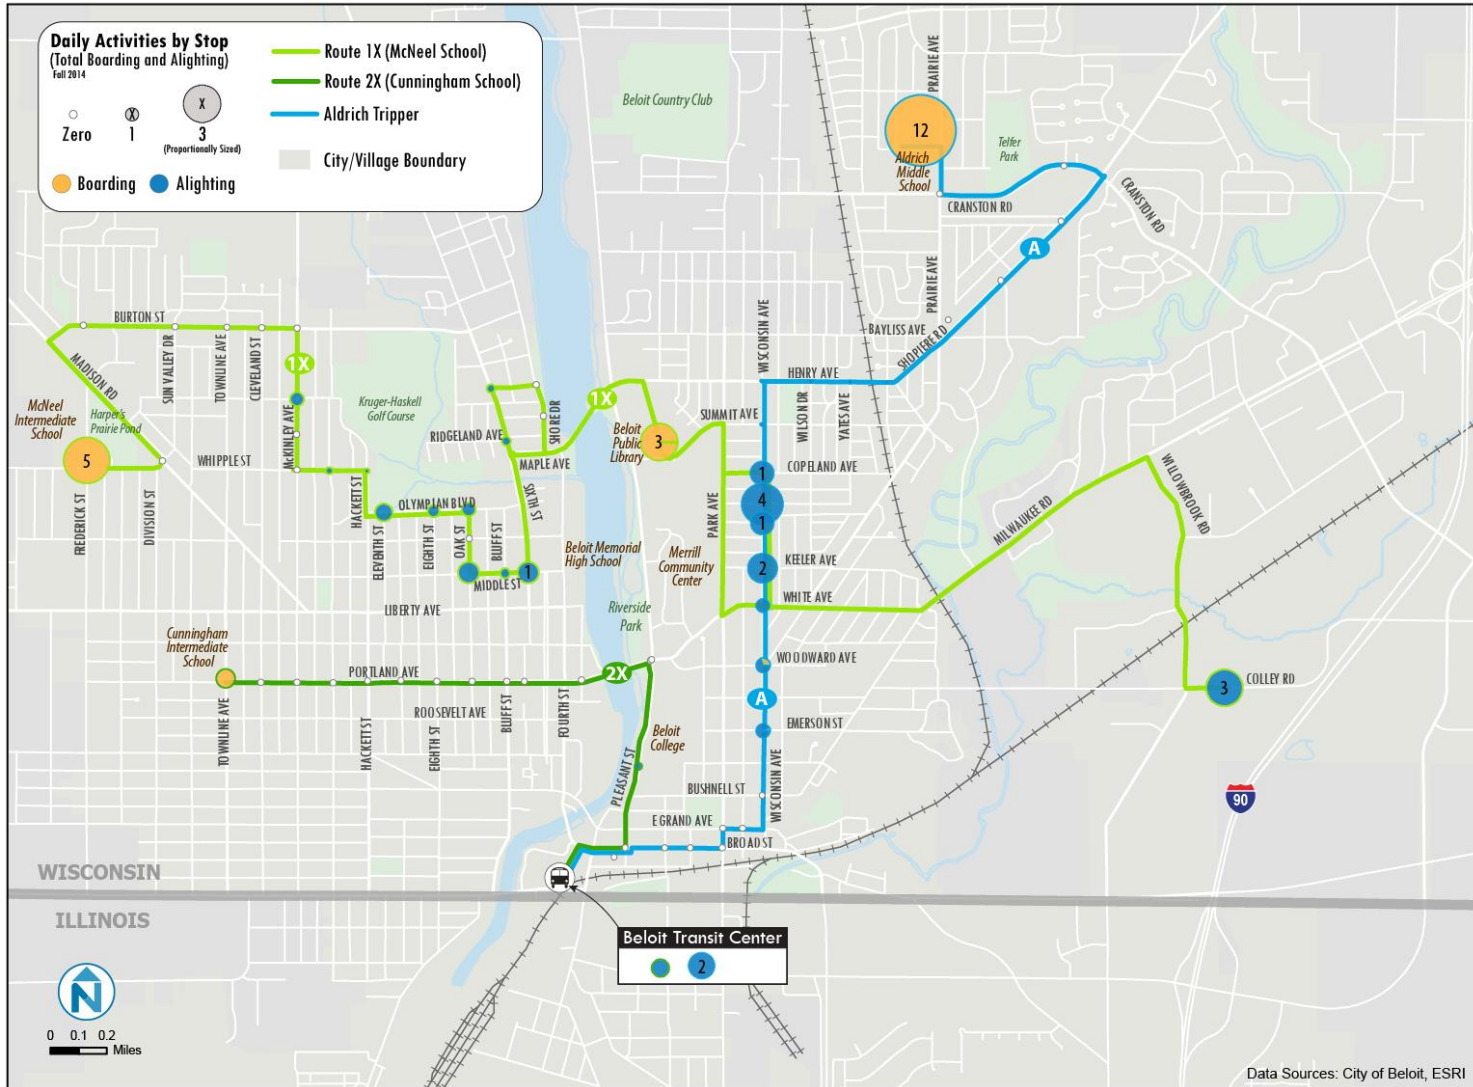 Daily Activities by Stop
(Total Boarding and Alighting)
Fall 2014
X
X
Zero
1
3
(Proportionally Sized)
Boarding
Alighting
Route 1X (McNeel School)
Route 2X (Cunningham School)
Aldrich Tripper
City/Village Boundary
Beloit Country Club
PRAIRIE AVE
12
Aldrich
Middle
School
Telfer
Park
CRANSTON RD
CRANSTON RD
A
PRAIRIE AVE
BAYLISS AVE
SHOPIERE RD
WISCONSIN AVE
HENRY AVE
BURTON ST
SUN VALLEY DR
TOWNLINE AVE
CLEVELAND ST
1X
MADISON RD
McNeel
Intermediate
School
Harper's
Prairie Pond
5
WHIPPLE ST
FREDERICK ST
DIVISION ST
MCKINLEY AVE
Kruger-Haskell
Golf Course
RIDGELAND AVE
SHORE DR
MAPLE AVE
1X
Beloit
Public
Library
3
SUMMIT AVE
WILSON DR
YATES AVE
COPELAND AVE
1
4
1
PARK AVE
2
KEELER AVE
WHITE AVE
MILWAUKEE RD
WILLOWBROOK RD
HACKETT ST
OLYMPIAN BLVD
ELEVENTH ST
EIGHTH ST
OAK ST
BLUFF ST
SIXTH ST
1
MIDDLE ST
LIBERTY AVE
Beloit Memorial
High School
Merrill
Community
Center
Riverside
Park
Cunningham
Intermediate
School
PORTLAND AVE
2X
WOODWARD AVE
A
3
COLLEY RD
TOWNLINE AVE
HACKETT ST
ROOSEVELT AVE
EIGHTH ST
BLUFF ST
FOURTH ST
Beloit
College
EMERSON ST
PLEASANT ST
BUSHNELL ST
WISCONSIN AVE
E GRAND AVE
BROAD ST
90
WISCONSIN
ILLINOIS
Beloit Transit Center
2
N
0 0.1 0.2
Miles
Data Sources: City of Beloit, ESRI